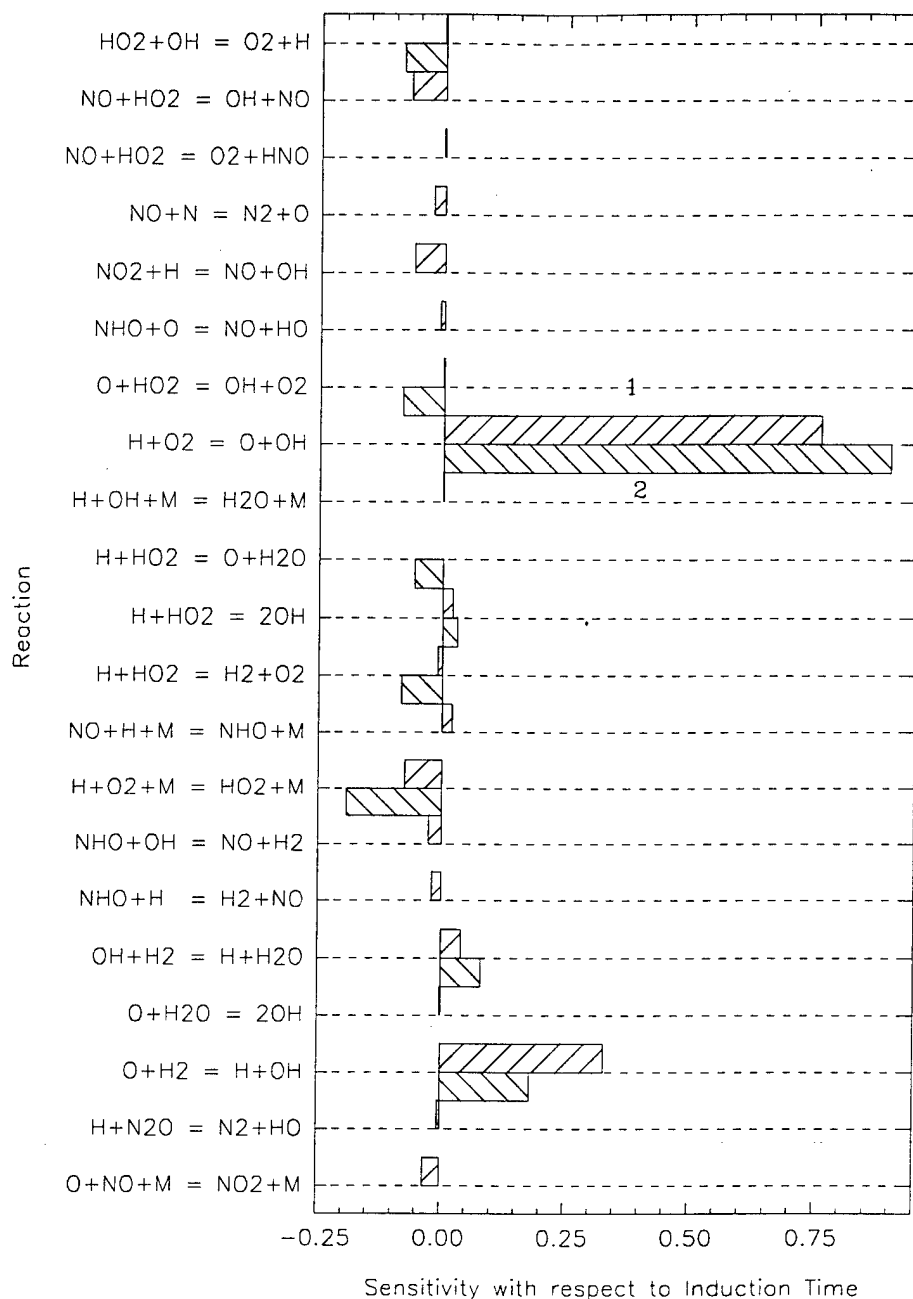 HO2+OH = O2+H
NO+HO2 = OH+NO
NO+HO2 = O2+HNO
NO+N = N2+O
NO2+H = NO+OH
NHO+O = NO+HO
O+HO2 = OH+O2
1
H+O2 = O+OH
2
H+OH+M = H2O+M
H+HO2 = O+H2O
H+HO2 = 2OH
H+HO2 = H2+O2
NO+H+M = NHO+M
H+O2+M = HO2+M
NHO+OH = NO+H2
NHO+H = H2+NO
OH+H2 = H+H2O
O+H2O = 2OH
O+H2 = H+OH
H+N2O = N2+HO
O+NO+M = NO2+M
Reaction
-0.25 0.00 0.25 0.50 0.75
Sensitivity with respect to Induction Time